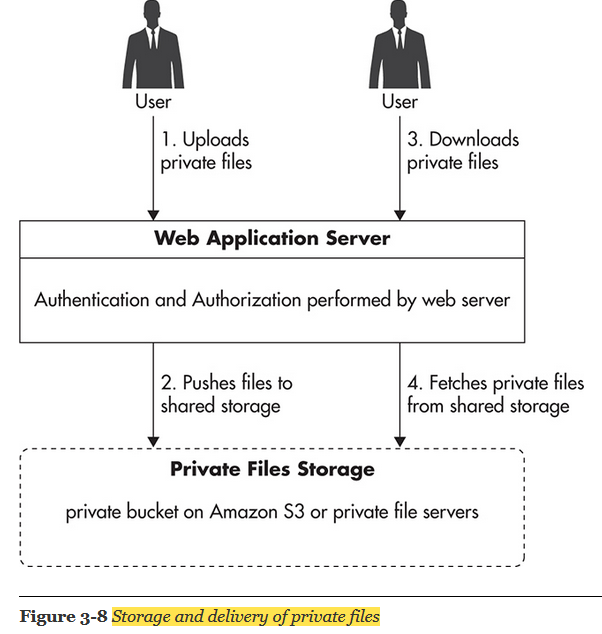 User
User
1. Uploads
private files
3. Downloads
private files
Web Application Server
Authentication and Authorization performed by web server
2. Pushes files to
shared storage
4. Fetches private files
from shared storage
Private Files Storage
private bucket on Amazon S3 or private file servers
Figure 3-8 Storage and delivery of private files